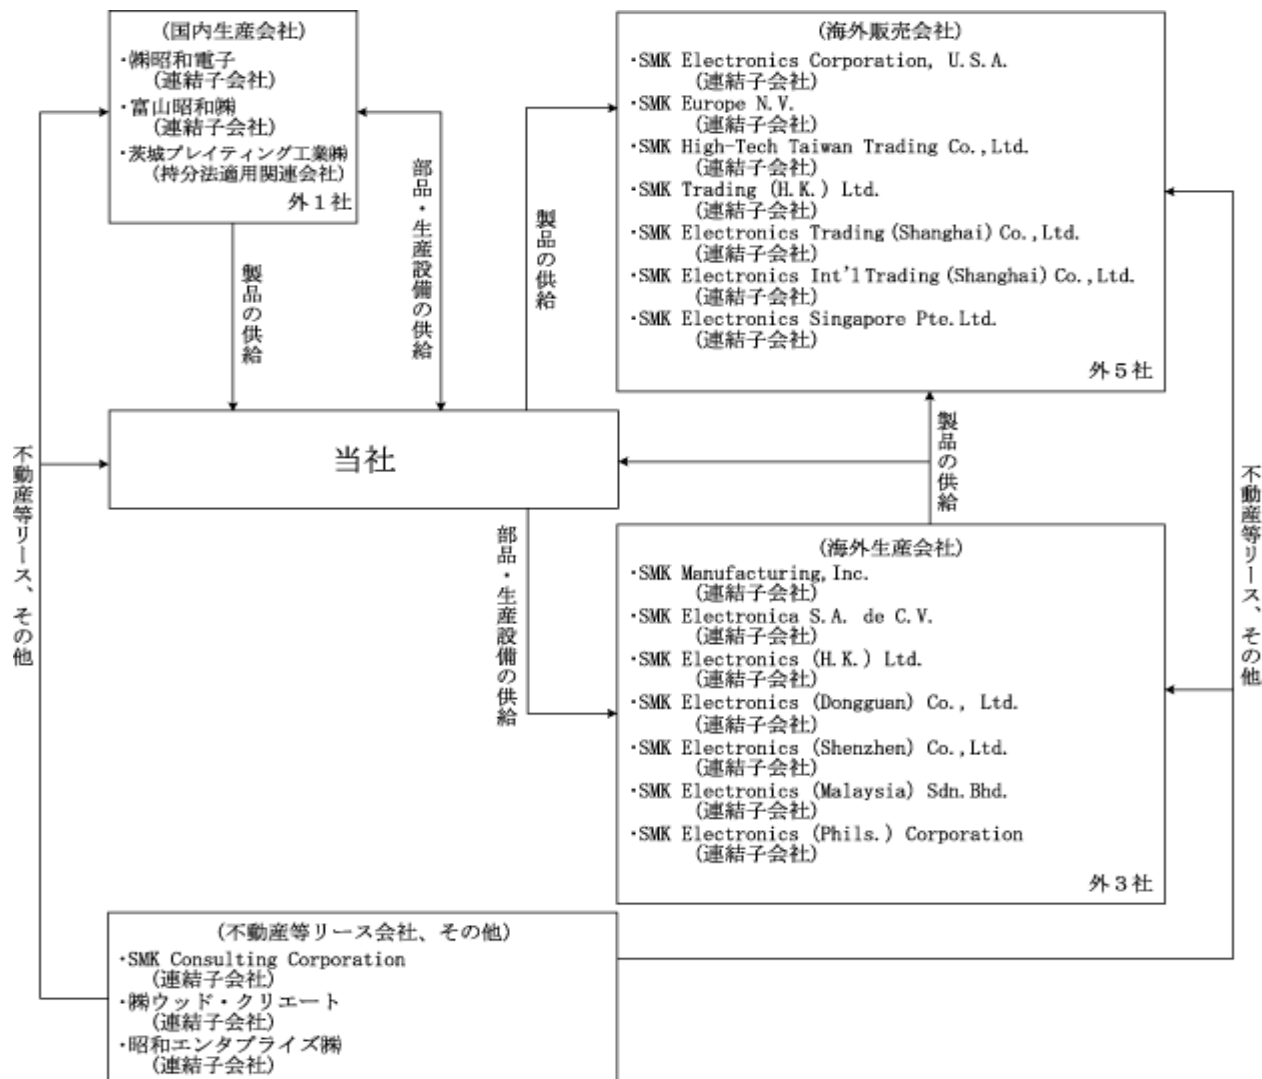 (国内生産会社)
・㈱昭和電子
(連結子会社)
・富山昭和㈱
(連結子会社)
・茨城プレイティング工業㈱
(持分法適用関連会社)
外１社
(海外販売会社)
・SMK Electronics Corporation, U.S.A.
(連結子会社)
・SMK Europe N.V.
(連結子会社)
・SMK High-Tech Taiwan Trading Co.,Ltd.
(連結子会社)
・SMK Trading (H.K.) Ltd.
(連結子会社)
・SMK Electronics Trading (Shanghai) Co.,Ltd.
(連結子会社)
・SMK Electronics Int'l Trading (Shanghai) Co.,Ltd.
(連結子会社)
・SMK Electronics Singapore Pte.Ltd.
(連結子会社)
外５社
製品の供給
部品・生産設備の供給
製品の供給
当社
製品の供給
部品・生産設備の供給
不動産等リース、その他
不動産等リース、その他
(海外生産会社)
・SMK Manufacturing,Inc.
(連結子会社)
・SMK Electronica S.A. de C.V.
(連結子会社)
・SMK Electronics (H.K.) Ltd.
(連結子会社)
・SMK Electronics (Dongguan) Co., Ltd.
(連結子会社)
・SMK Electronics (Shenzhen) Co.,Ltd.
(連結子会社)
・SMK Electronics (Malaysia) Sdn.Bhd.
(連結子会社)
・SMK Electronics (Phils.) Corporation
(連結子会社)
外３社
(不動産等リース会社、その他)
・SMK Consulting Corporation
(連結子会社)
・㈱ウッド・クリエート
(連結子会社)
・昭和エンタプライズ㈱
(連結子会社)